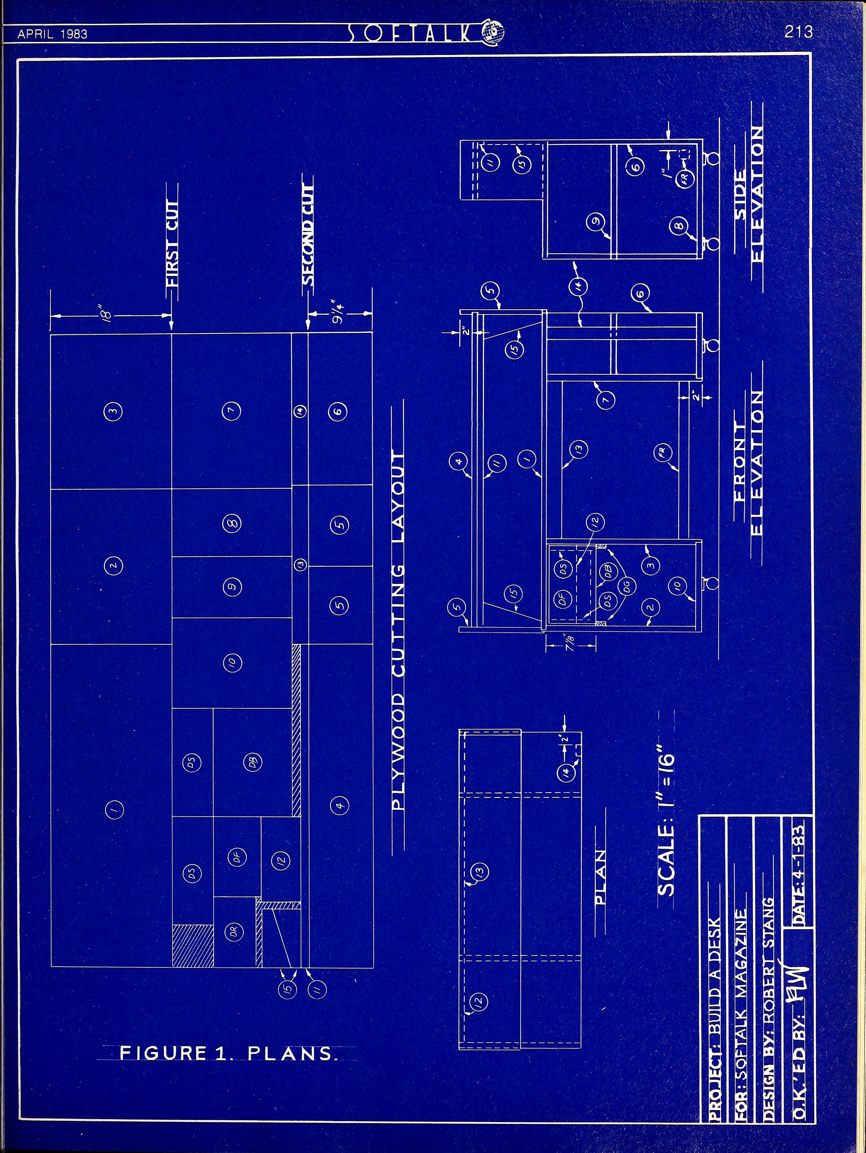 APRIL 1983
SOFTALK
213
18"
FIRST CUT
SECOND CUT
9 1/4"
3
7
14
6
2
8
5
9
13
5
10
1
DS
DB
4
DS
DF
12
DR
15
11
PLYWOOD CUTTING LAYOUT
11
15
6
1"
FR
9
8
14
SIDE
ELEVATION
5
2"
15
6
7
2"
4
11
1
13
FR
12
DS
DF
DB
DS
DG
3
2
10
15
5
7 1/8"
FRONT
ELEVATION
2"
14
13
12
PLAN
SCALE: 1" = 16"
FIGURE 1. PLANS.
PROJECT: BUILD A DESK
FOR: SOFTALK MAGAZINE
DESIGN BY: ROBERT STANG
O.K.'ED BY:
DATE: 4-1-83